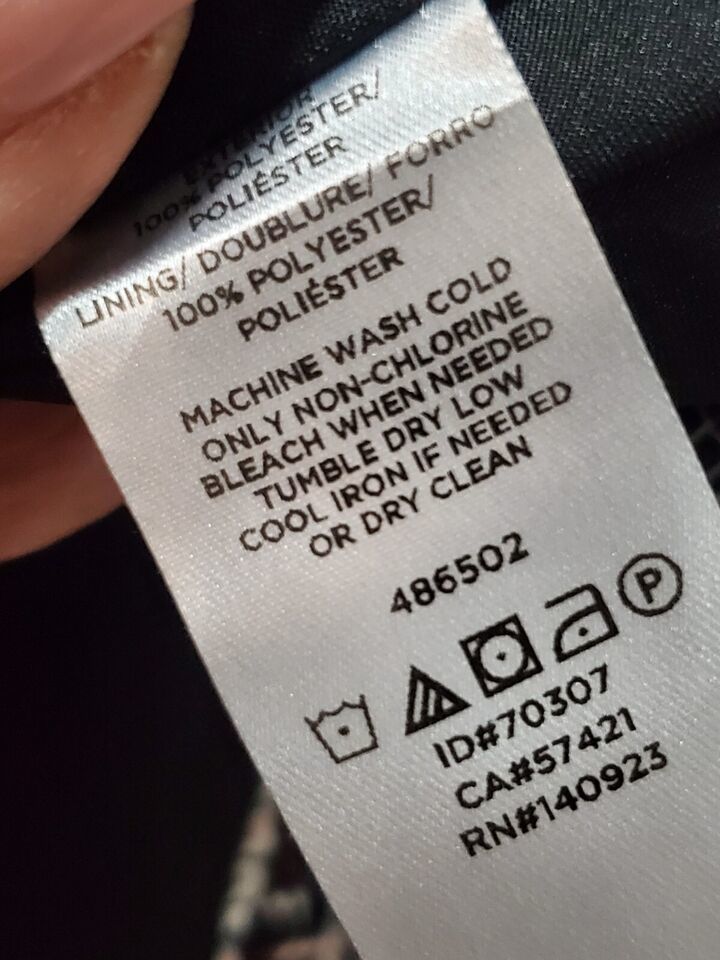 EXTERIOR
100% POLYESTER/
POLIÉSTER
LINING/ DOUBLURE/ FORRO
100% POLYESTER/
POLIÉSTER
MACHINE WASH COLD
ONLY NON-CHLORINE
BLEACH WHEN NEEDED
TUMBLE DRY LOW
COOL IRON IF NEEDED
OR DRY CLEAN
486502
P
ID#70307
CA#57421
RN#140923